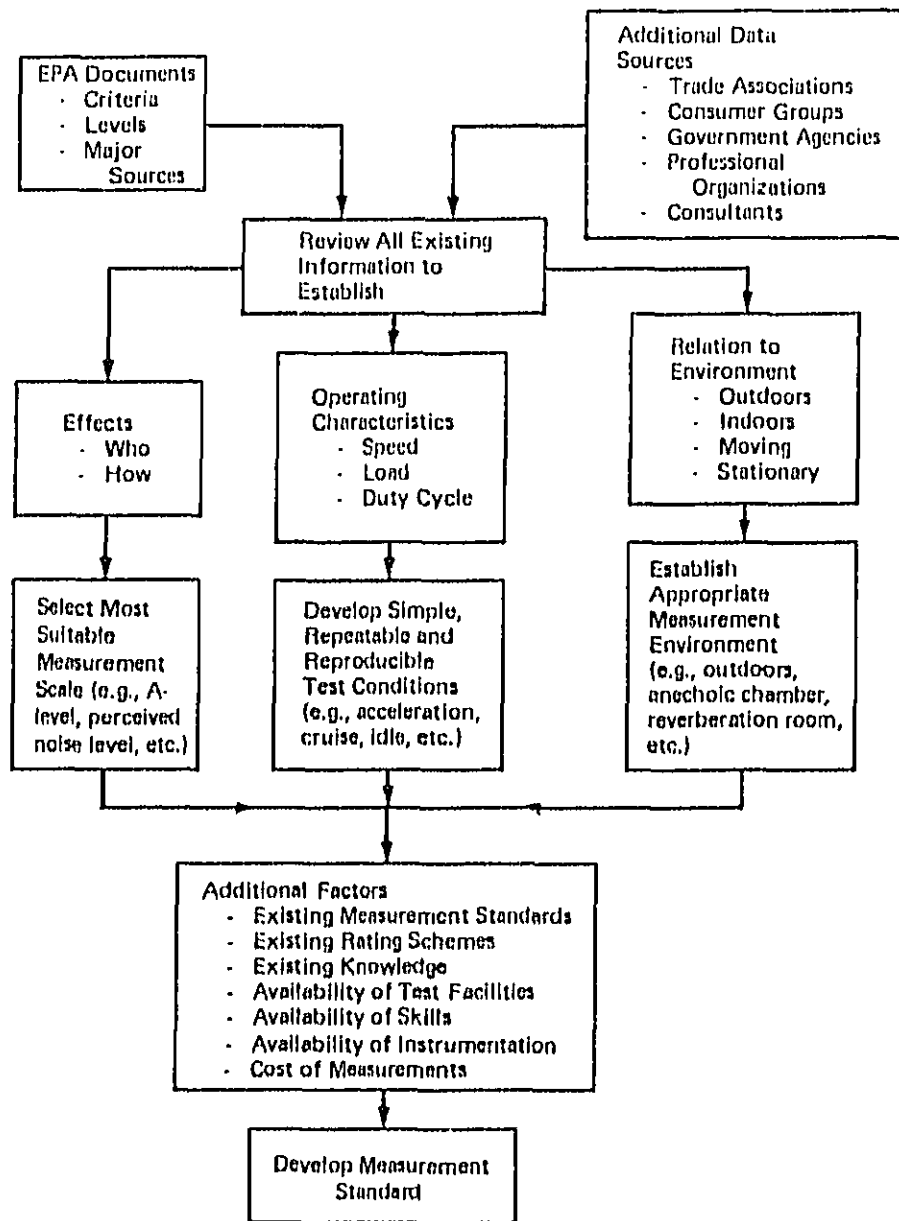 EPA Documents
- Criteria
- Levels
- Major
Sources
Additional Data
Sources
- Trade Associations
- Consumer Groups
- Government Agencies
- Professional
Organizations
- Consultants
Review All Existing
Information to
Establish
Effects
- Who
- How
Operating
Characteristics
- Speed
- Load
- Duty Cycle
Relation to
Environment
- Outdoors
- Indoors
- Moving
- Stationary
Select Most
Suitable
Measurement
Scale (e.g., A-
level, perceived
noise level, etc.)
Develop Simple,
Repeatable and
Reproducible
Test Conditions
(e.g., acceleration,
cruise, idle, etc.)
Establish
Appropriate
Measurement
Environment
(e.g., outdoors,
anechoic chamber,
reverberation room,
etc.)
Additional Factors
- Existing Measurement Standards
- Existing Rating Schemes
- Existing Knowledge
- Availability of Test Facilities
- Availability of Skills
- Availability of Instrumentation
- Cost of Measurements
Develop Measurement
Standard